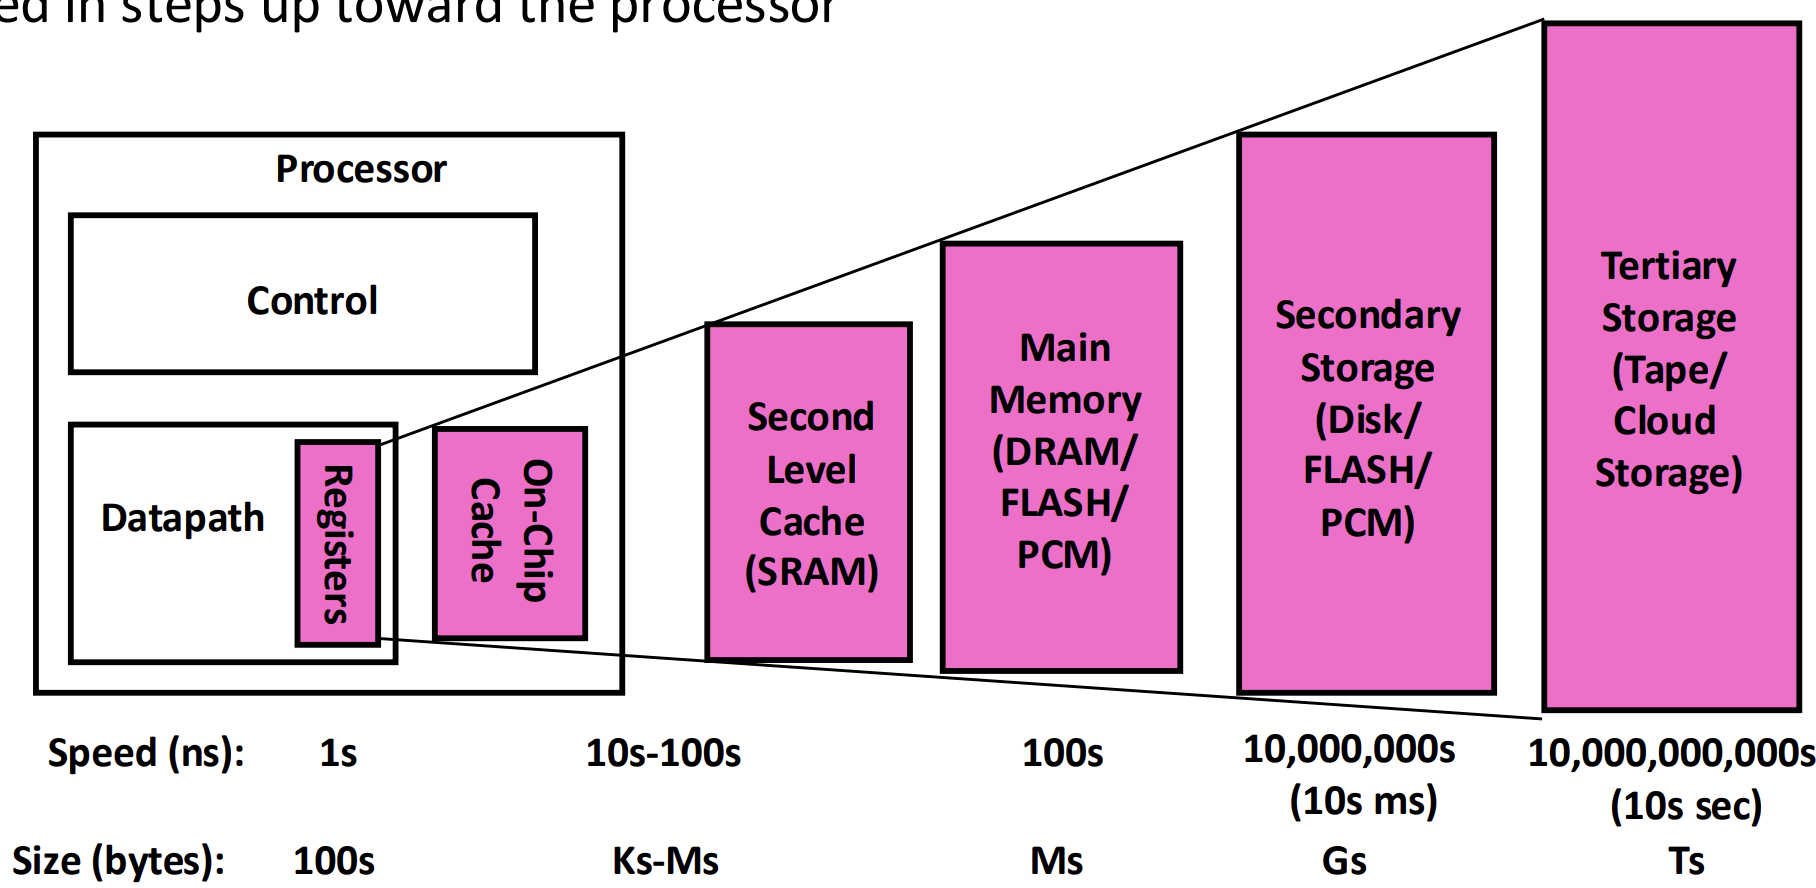 ed in steps up toward the processor
Processor
Control
Datapath
Registers
On-Chip
Cache
Second
Level
Cache
(SRAM)
Main
Memory
(DRAM/
FLASH/
PCM)
Secondary
Storage
(Disk/
FLASH/
PCM)
Tertiary
Storage
(Tape/
Cloud
Storage)
Speed (ns): 1s 10s-100s 100s 10,000,000s 10,000,000,000s
(10s ms) (10s sec)
Size (bytes): 100s Ks-Ms Ms Gs Ts